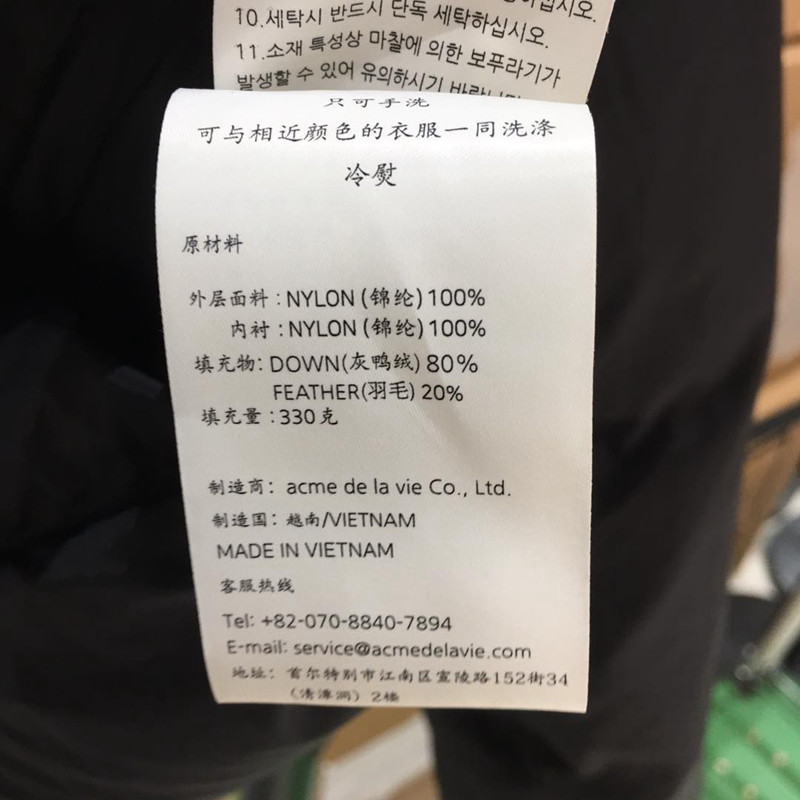 10.세탁시 반드시 단독 세탁하십시오.
11.소재 특성상 마찰에 의한 보푸라기가
발생할 수 있어 유의하시기 바랍니다
只可手洗
可与相近颜色的衣服一同洗涤
冷熨
原材料
外层面料 : NYLON (锦纶) 100%
内衬 : NYLON (锦纶) 100%
填充物: DOWN(灰鸭绒) 80%
FEATHER(羽毛) 20%
填充量 : 330 克
制造商: acme de la vie Co., Ltd.
制造国: 越南/VIETNAM
MADE IN VIETNAM
客服热线
Tel: +82-070-8840-7894
E-mail: service@acmedelavie.com
地址: 首尔特别市江南区宣陵路152街34
(清潭洞) 2楼